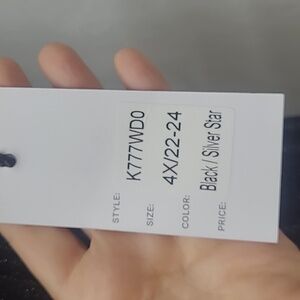 STYLE: K777WD0
SIZE: 4X/22-24
COLOR: Black / Silver Star
PRICE: